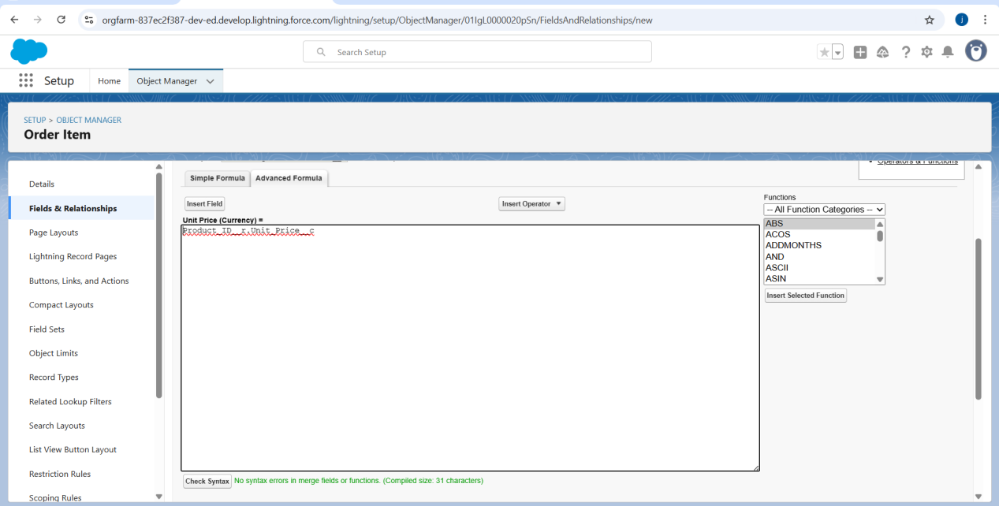 orgfarm-837ec2f387-dev-ed.develop.lightning.force.com/lightning/setup/ObjectManager/01IgL0000020pSn/FieldsAndRelationships/new
i
Search Setup
Setup
Home
Object Manager
SETUP > OBJECT MANAGER
Order Item
Details
Fields & Relationships
Page Layouts
Lightning Record Pages
Buttons, Links, and Actions
Compact Layouts
Field Sets
Object Limits
Record Types
Related Lookup Filters
Search Layouts
List View Button Layout
Restriction Rules
Scoping Rules
Operators & Functions
Simple Formula
Advanced Formula
Insert Field
Insert Operator
Unit Price (Currency) =
Product_ID__r.Unit_Price__c
Functions
-- All Function Categories --
ABS
ACOS
ADDMONTHS
AND
ASCII
ASIN
Insert Selected Function
Check Syntax
No syntax errors in merge fields or functions. (Compiled size: 31 characters)